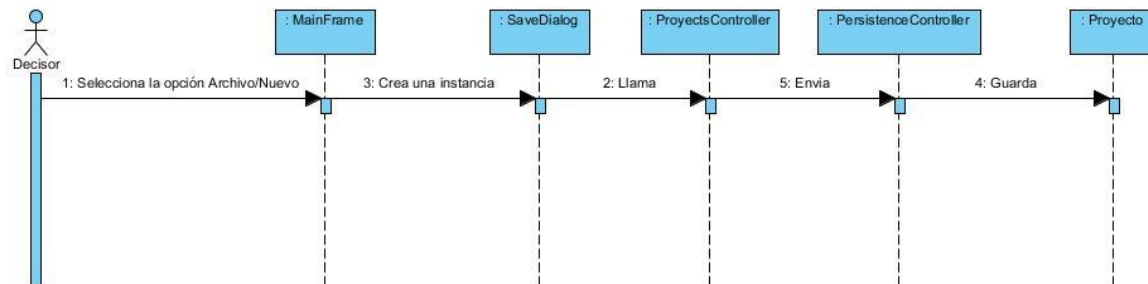 : MainFrame
: SaveDialog
: ProyectsController
: PersistenceController
: Proyecto
Decisor
1: Selecciona la opción Archivo/Nuevo
3: Crea una instancia
2: Llama
5: Envia
4: Guarda